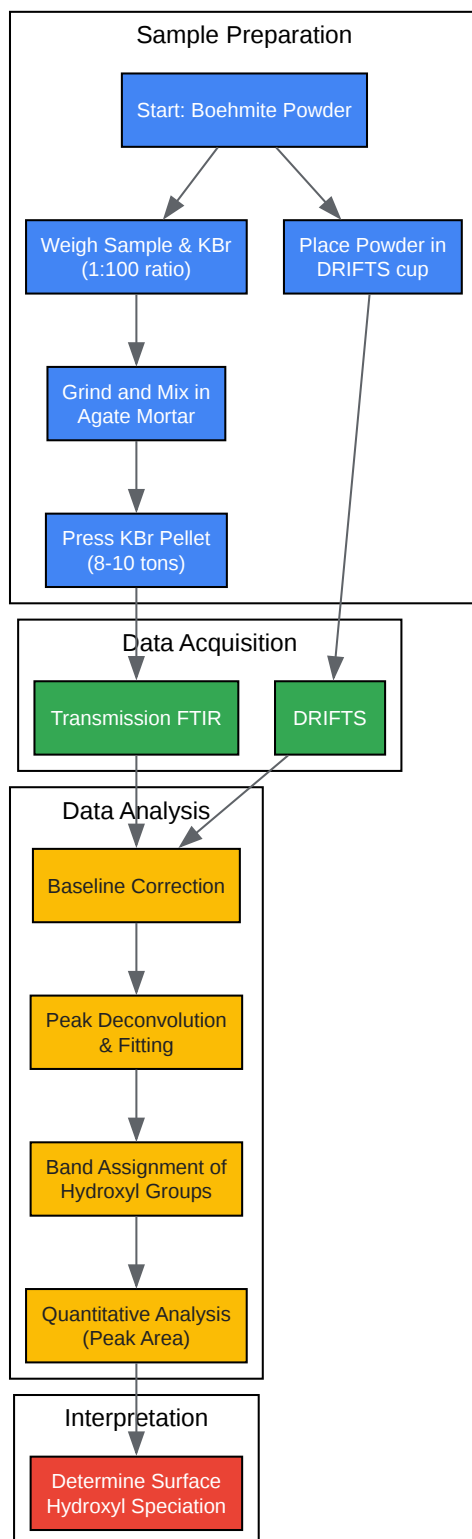 Sample Preparation
Start: Boehmite Powder
Weigh Sample & KBr
(1:100 ratio)
Place Powder in
DRIFTS cup
Grind and Mix in
Agate Mortar
Press KBr Pellet
(8-10 tons)
Data Acquisition
Transmission FTIR
DRIFTS
Data Analysis
Baseline Correction
Peak Deconvolution
& Fitting
Band Assignment of
Hydroxyl Groups
Quantitative Analysis
(Peak Area)
Interpretation
Determine Surface
Hydroxyl Speciation